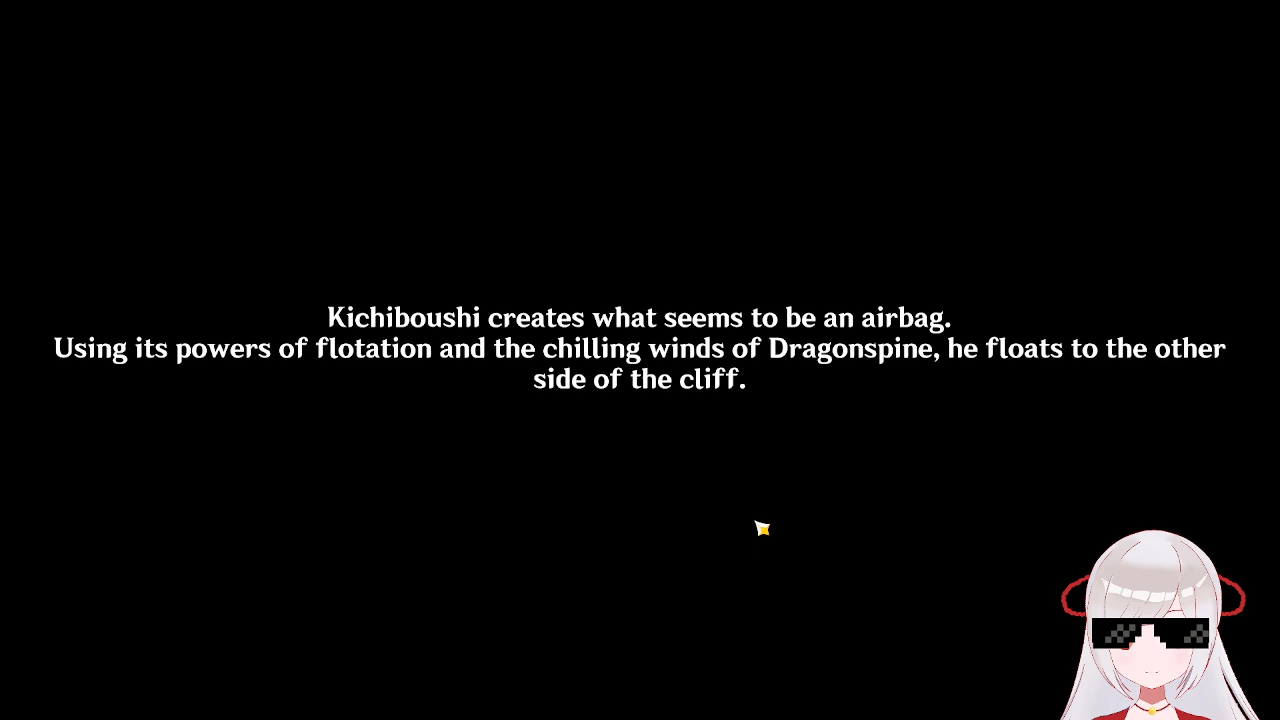 Kichiboushi creates what seems to be an airbag.
Using its powers of flotation and the chilling winds of Dragonspine, he floats to the other
side of the cliff.